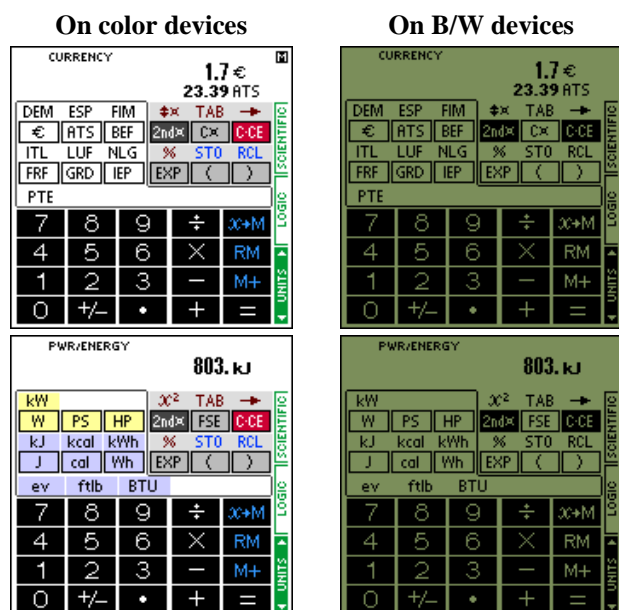 On color devices
CURRENCY
M
1.7 €
23.39 ATS
DEM ESP FIM ♦× TAB →
€ ATS BEF 2nd× C× C·CE
ITL LUF NLG % STO RCL
FRF GRD IEP EXP ( )
PTE
7 8 9 ÷ x→M
4 5 6 × RM
1 2 3 − M+
0 +/− • + =
SCIENTIFIC
LOGIC
UNITS
On B/W devices
CURRENCY
1.7 €
23.39 ATS
DEM ESP FIM ♦× TAB →
€ ATS BEF 2nd× C× C·CE
ITL LUF NLG % STO RCL
FRF GRD IEP EXP ( )
PTE
7 8 9 ÷ x→M
4 5 6 × RM
1 2 3 − M+
0 +/− • + =
SCIENTIFIC
LOGIC
UNITS
PWR/ENERGY
803. kJ
kW x² TAB →
W PS HP 2nd× FSE C·CE
kJ kcal kWh % STO RCL
J cal Wh EXP ( )
ev ftlb BTU
7 8 9 ÷ x→M
4 5 6 × RM
1 2 3 − M+
0 +/− • + =
SCIENTIFIC
LOGIC
UNITS
PWR/ENERGY
803. kJ
kW x² TAB →
W PS HP 2nd× FSE C·CE
kJ kcal kWh % STO RCL
J cal Wh EXP ( )
ev ftlb BTU
7 8 9 ÷ x→M
4 5 6 × RM
1 2 3 − M+
0 +/− • + =
SCIENTIFIC
LOGIC
UNITS